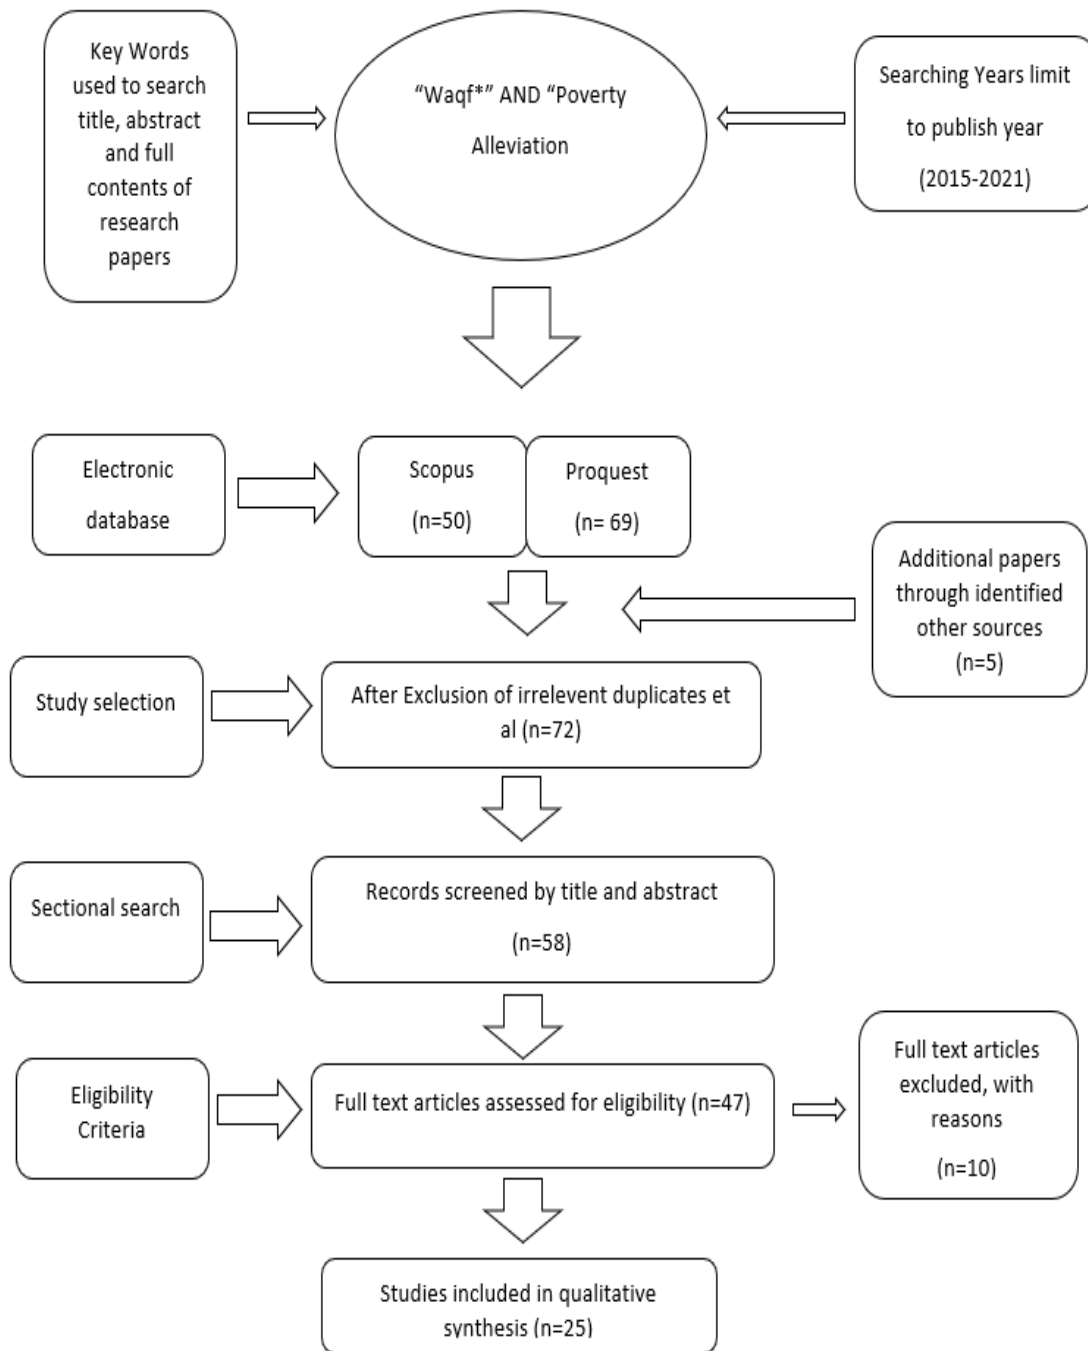 Key Words
used to search
title, abstract
and full
contents of
research
papers
“Waqf*” AND “Poverty
Alleviation
Searching Years limit
to publish year
(2015-2021)
Electronic
database
Scopus
(n=50)
Proquest
(n= 69)
Additional papers
through identified
other sources
(n=5)
Study selection
After Exclusion of irrelevent duplicates et
al (n=72)
Sectional search
Records screened by title and abstract
(n=58)
Eligibility
Criteria
Full text articles assessed for eligibility (n=47)
Full text articles
excluded, with
reasons
(n=10)
Studies included in qualitative
synthesis (n=25)